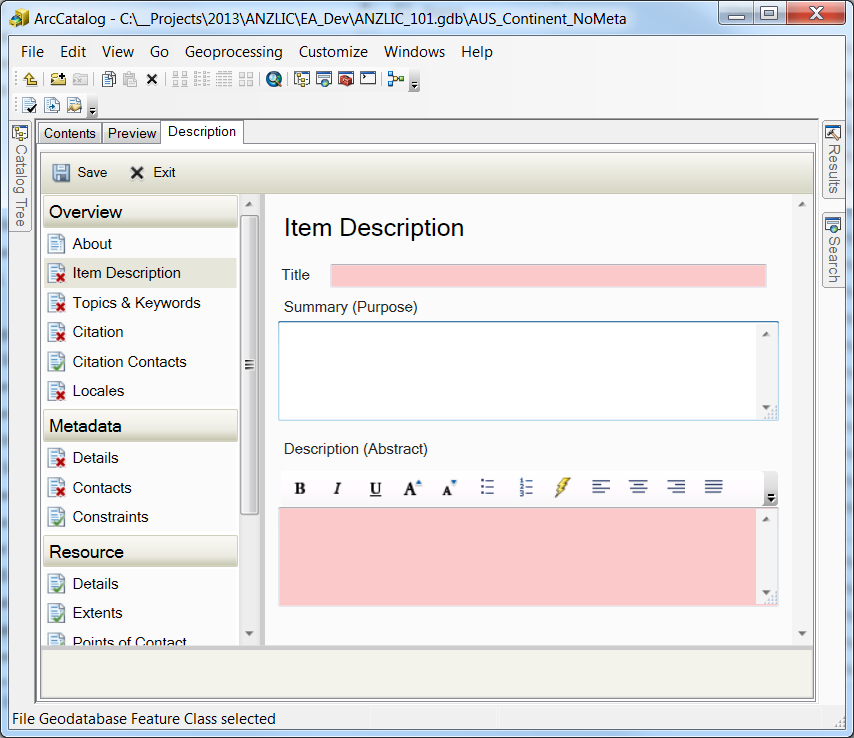 ArcCatalog - C:\__Projects\2013\ANZLIC\EA_Dev\ANZLIC_101.gdb\AUS_Continent_NoMeta
File Edit View Go Geoprocessing Customize Windows Help
Contents Preview Description
Catalog Tree
Results
Search
Save Exit
Overview
About
Item Description
Topics & Keywords
Citation
Citation Contacts
Locales
Metadata
Details
Contacts
Constraints
Resource
Details
Extents
Points of Contact
Item Description
Title
Summary (Purpose)
Description (Abstract)
B I U A A
File Geodatabase Feature Class selected